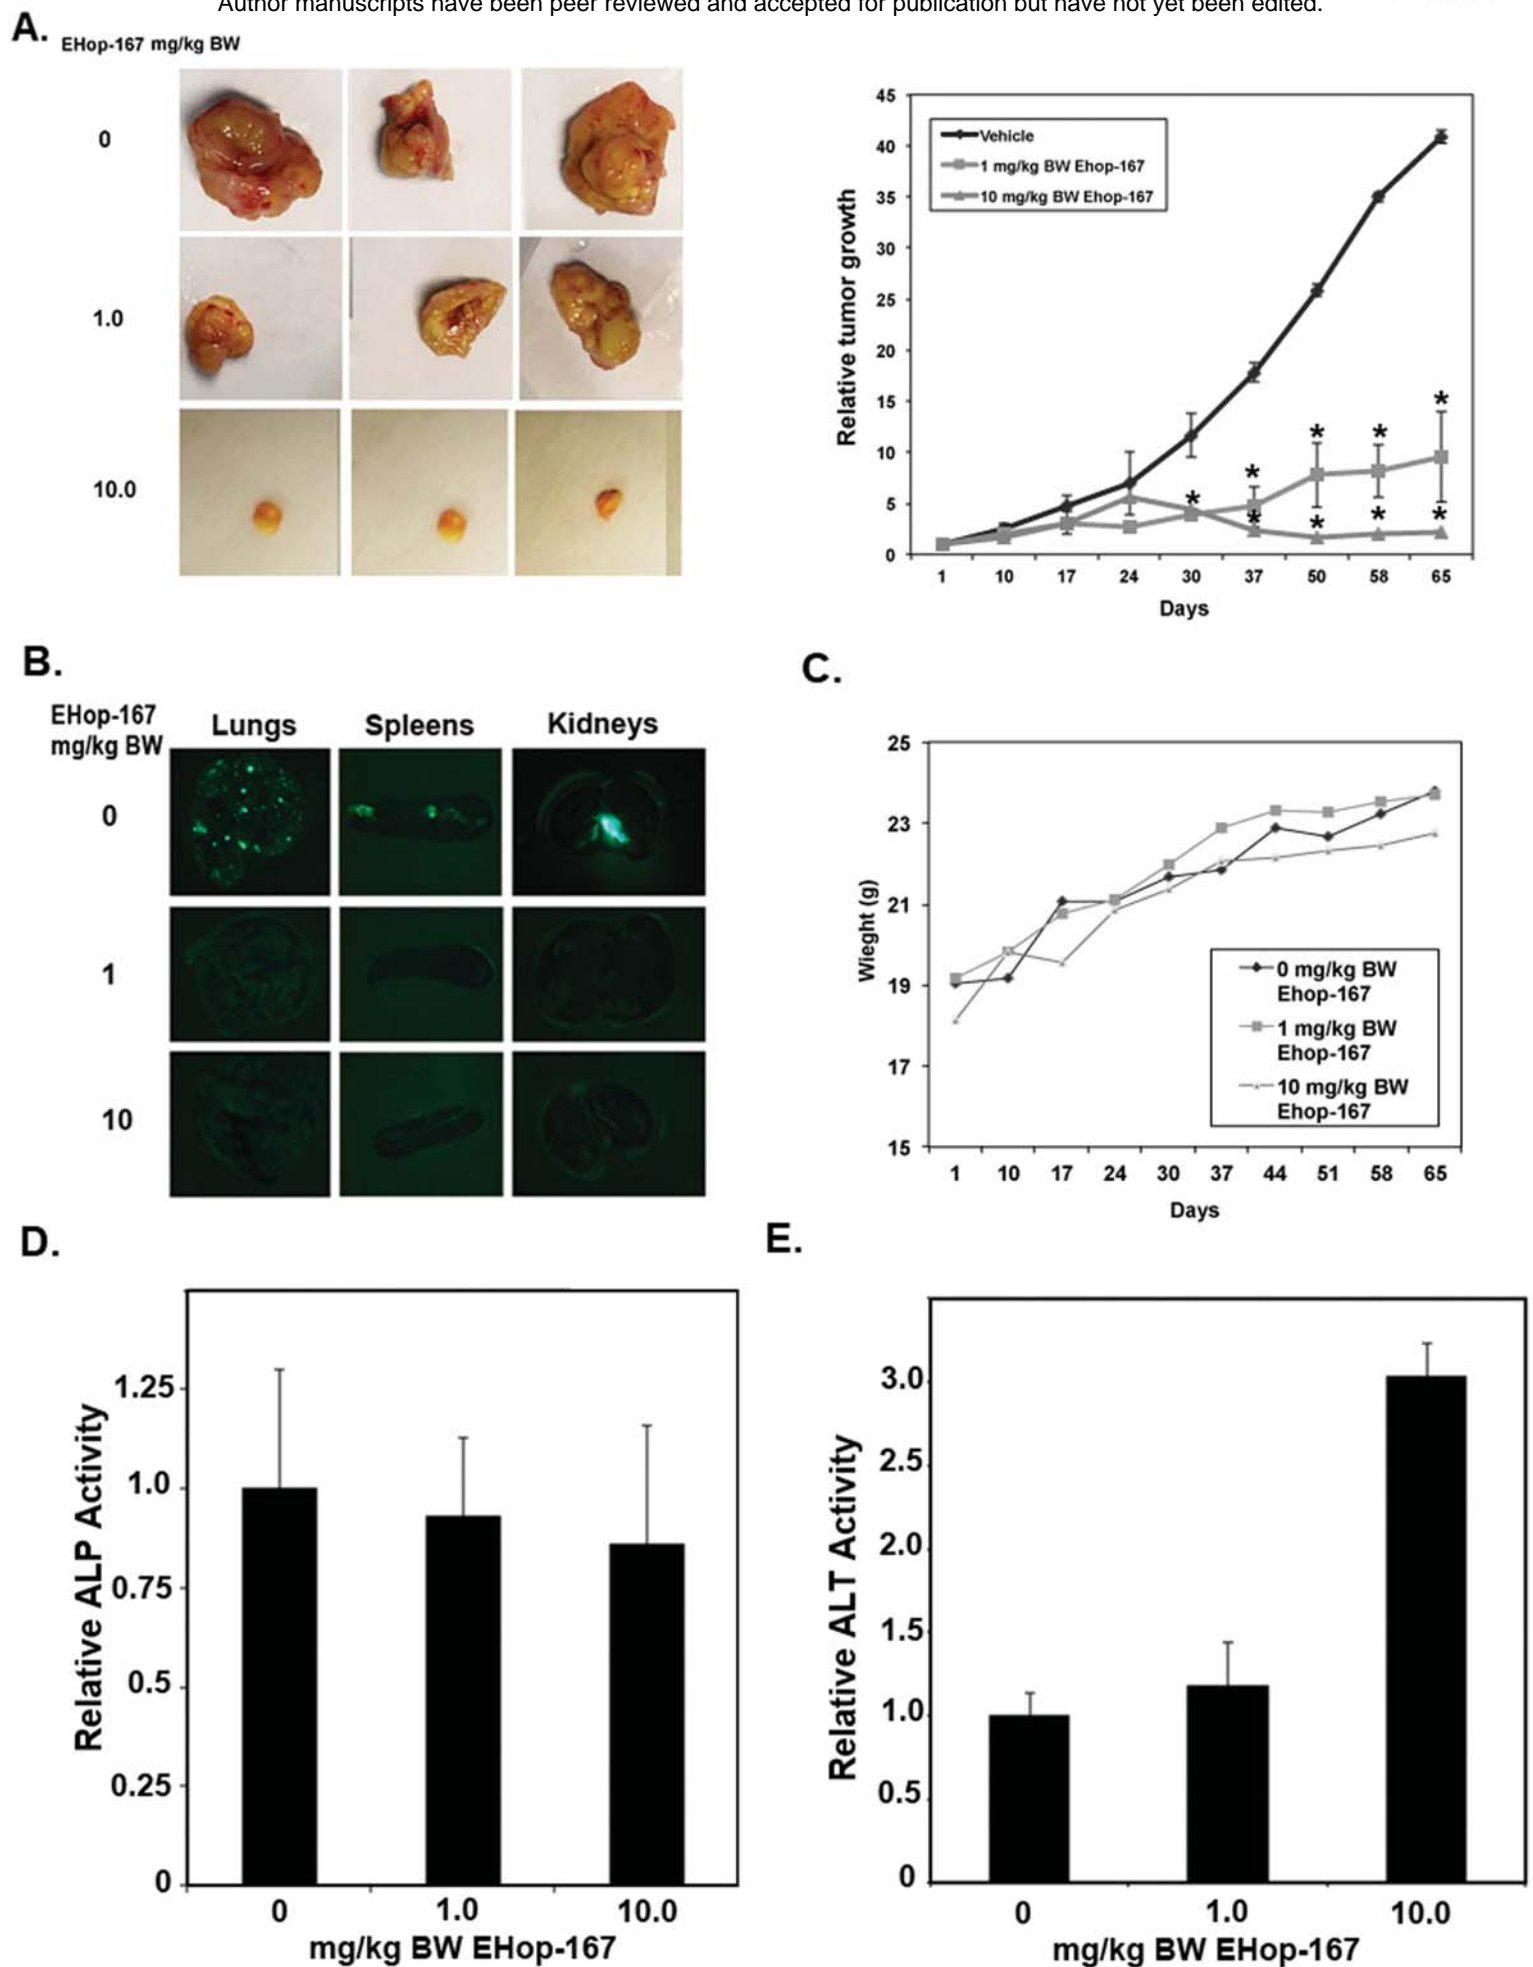 Author manuscripts have been peer reviewed and accepted for publication but have not yet been edited.
A.
EHop-167 mg/kg BW
0
1.0
10.0
Relative tumor growth
45
40
35
30
25
20
15
10
5
0
Vehicle
1 mg/kg BW Ehop-167
10 mg/kg BW Ehop-167
*
*
*
*
*
*
*
*
*
1 10 17 24 30 37 50 58 65
Days
B.
EHop-167
mg/kg BW
Lungs Spleens Kidneys
0
1
10
C.
Wieght (g)
25
23
21
19
17
15
0 mg/kg BW
Ehop-167
1 mg/kg BW
Ehop-167
10 mg/kg BW
Ehop-167
1 10 17 24 30 37 44 51 58 65
Days
D.
Relative ALP Activity
1.25
1.0
0.75
0.5
0.25
0
0 1.0 10.0
mg/kg BW EHop-167
E.
Relative ALT Activity
3.0
2.5
2.0
1.5
1.0
0.5
0
0 1.0 10.0
mg/kg BW EHop-167